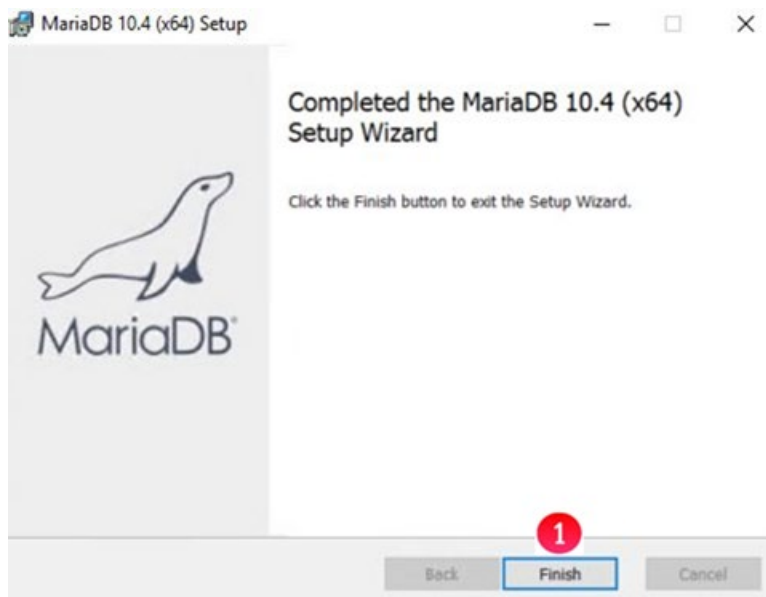 MariaDB 10.4 (x64) Setup
Completed the MariaDB 10.4 (x64)
Setup Wizard
Click the Finish button to exit the Setup Wizard.
MariaDB
1
Back
Finish
Cancel